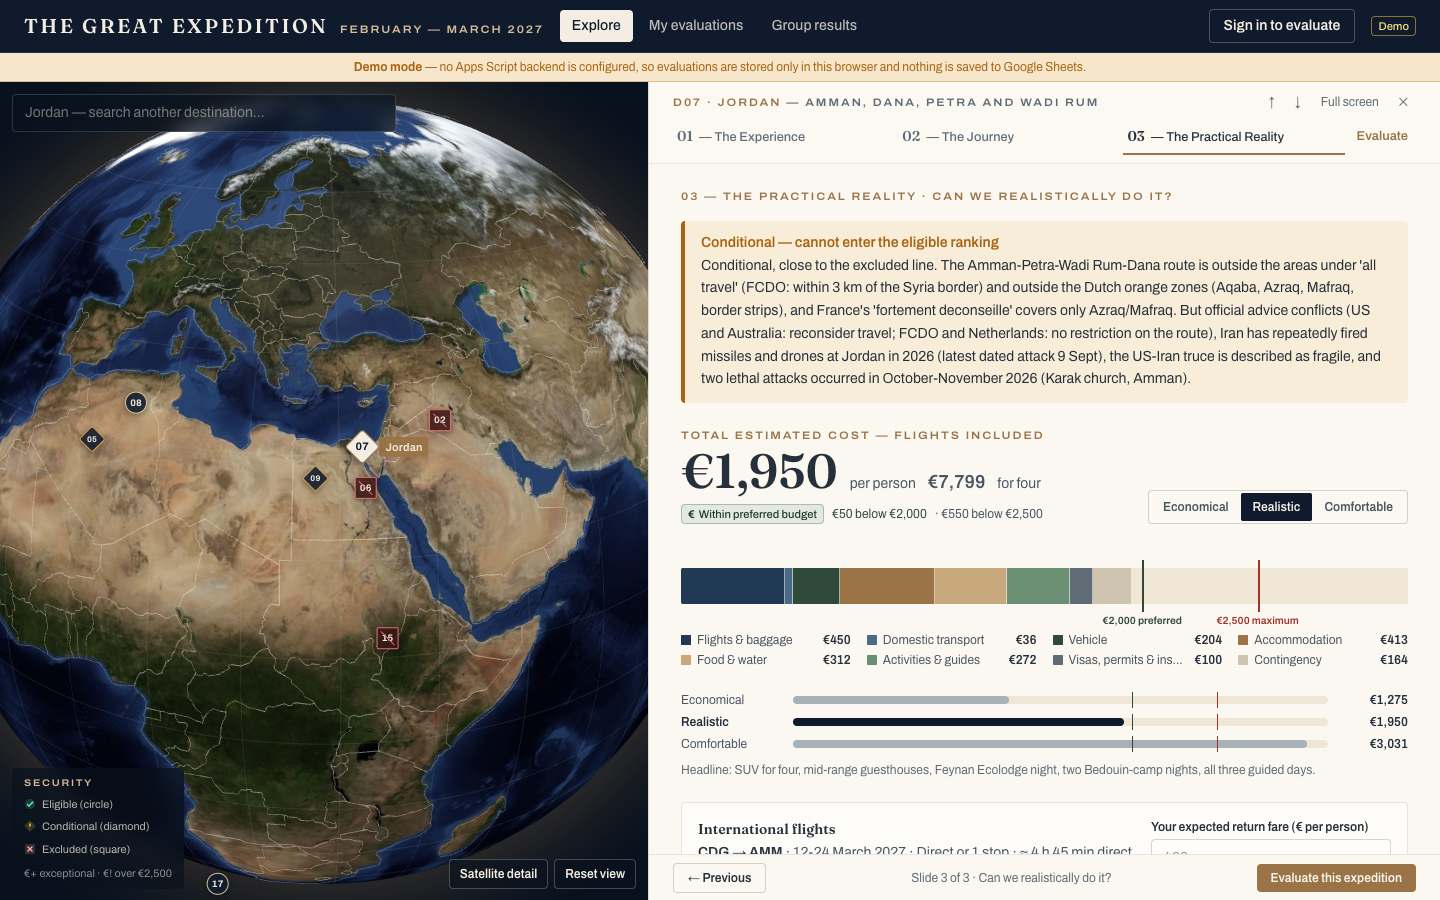 THE GREAT EXPEDITION FEBRUARY — MARCH 2027 Explore My evaluations Group results Sign in to evaluate Demo
Demo mode — no Apps Script backend is configured, so evaluations are stored only in this browser and nothing is saved to Google Sheets.
Jordan — search another destination...
08
05
02
07 Jordan
09
06
15
17
SECURITY
Eligible (circle)
Conditional (diamond)
Excluded (square)
€+ exceptional · €! over €2,500
Satellite detail Reset view
D07 · JORDAN — AMMAN, DANA, PETRA AND WADI RUM ↑ ↓ Full screen ×
01 — The Experience 02 — The Journey 03 — The Practical Reality Evaluate
03 — THE PRACTICAL REALITY · CAN WE REALISTICALLY DO IT?
Conditional — cannot enter the eligible ranking
Conditional, close to the excluded line. The Amman-Petra-Wadi Rum-Dana route is outside the areas under 'all
travel' (FCDO: within 3 km of the Syria border) and outside the Dutch orange zones (Aqaba, Azraq, Mafraq,
border strips), and France's 'fortement deconseille' covers only Azraq/Mafraq. But official advice conflicts (US
and Australia: reconsider travel; FCDO and Netherlands: no restriction on the route), Iran has repeatedly fired
missiles and drones at Jordan in 2026 (latest dated attack 9 Sept), the US-Iran truce is described as fragile, and
two lethal attacks occurred in October-November 2026 (Karak church, Amman).
TOTAL ESTIMATED COST — FLIGHTS INCLUDED
€1,950 per person €7,799 for four
€ Within preferred budget €50 below €2,000 · €550 below €2,500
Economical Realistic Comfortable
€2,000 preferred €2,500 maximum
Flights & baggage €450 Domestic transport €36 Vehicle €204 Accommodation €413
Food & water €312 Activities & guides €272 Visas, permits & ins... €100 Contingency €164
Economical €1,275
Realistic €1,950
Comfortable €3,031
Headline: SUV for four, mid-range guesthouses, Feynan Ecolodge night, two Bedouin-camp nights, all three guided days.
International flights Your expected return fare (€ per person)
CDG → AMM · 12-24 March 2027 · Direct or 1 stop · ~ 4 h 45 min direct
← Previous Slide 3 of 3 · Can we realistically do it? Evaluate this expedition